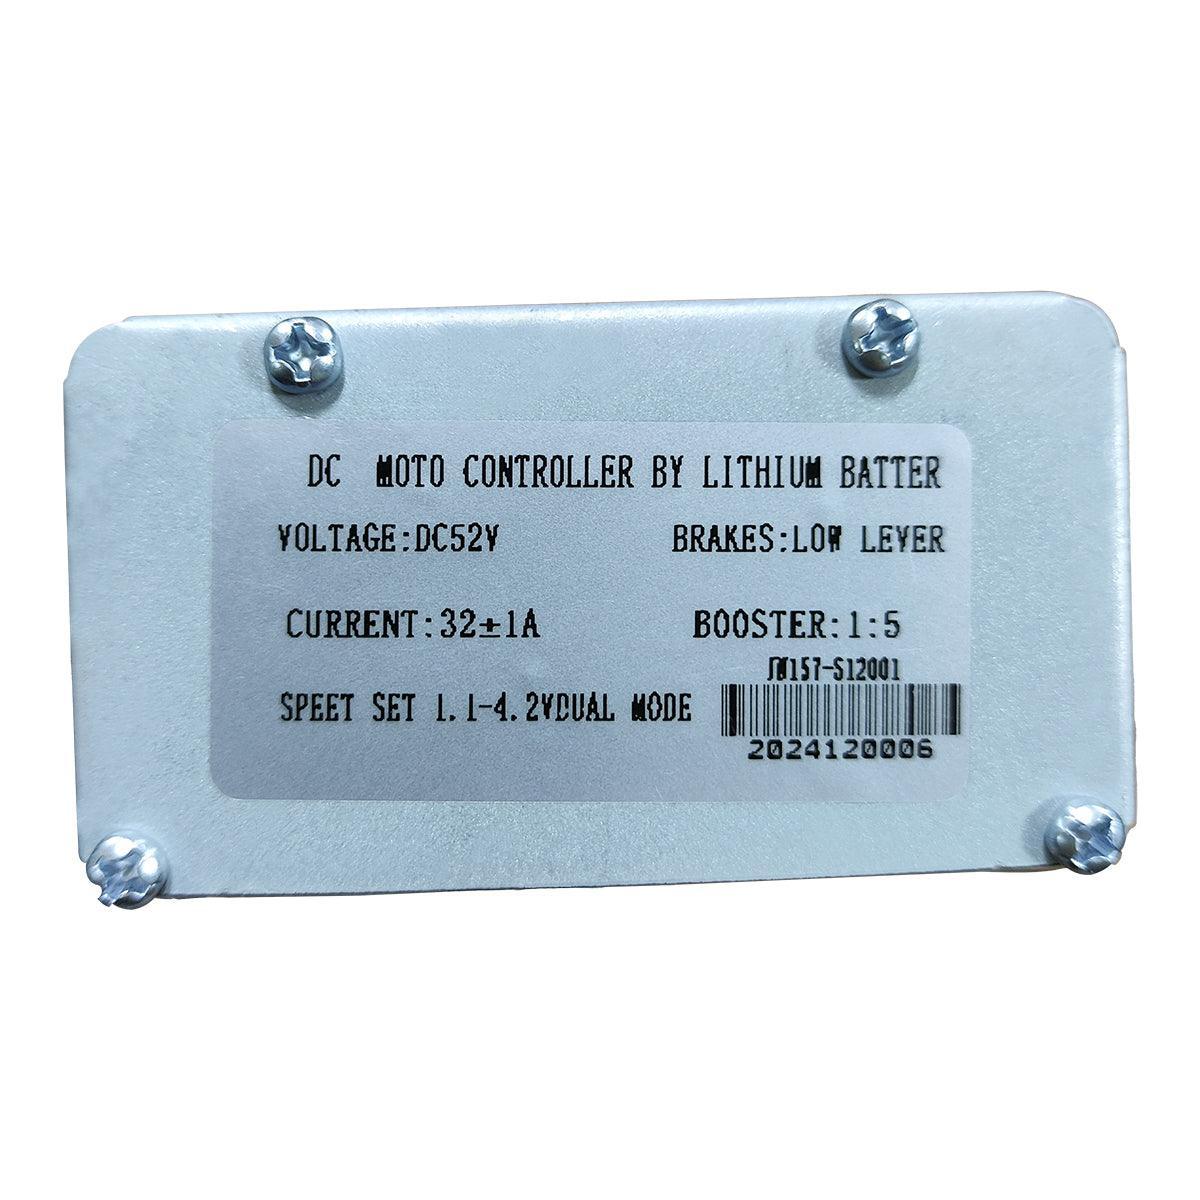 DC MOTO CONTROLLER BY LITHIUM BATTER
VOLTAGE:DC52V BRAKES:LOW LEVER
CURRENT:32±1A BOOSTER:1:5
JW157-S12001
SPEET SET 1.1-4.2VDUAL MODE
2024120006